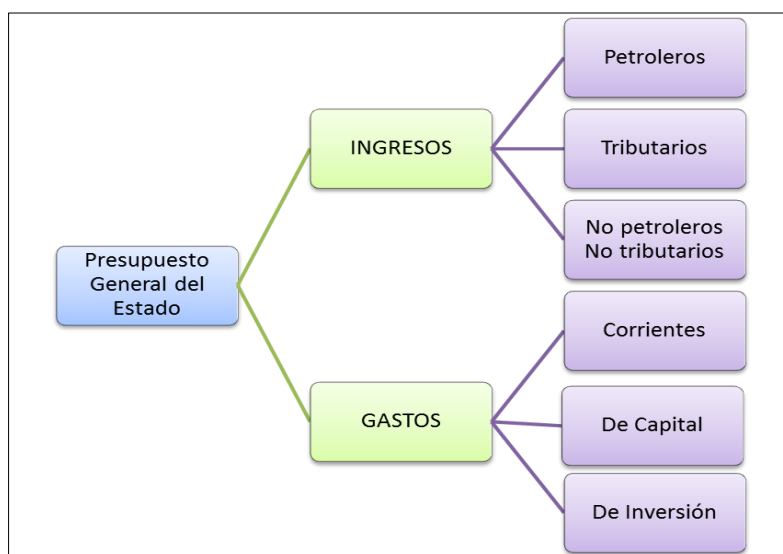 Presupuesto
General del
Estado
INGRESOS
Petroleros
Tributarios
No petroleros
No tributarios
GASTOS
Corrientes
De Capital
De Inversión